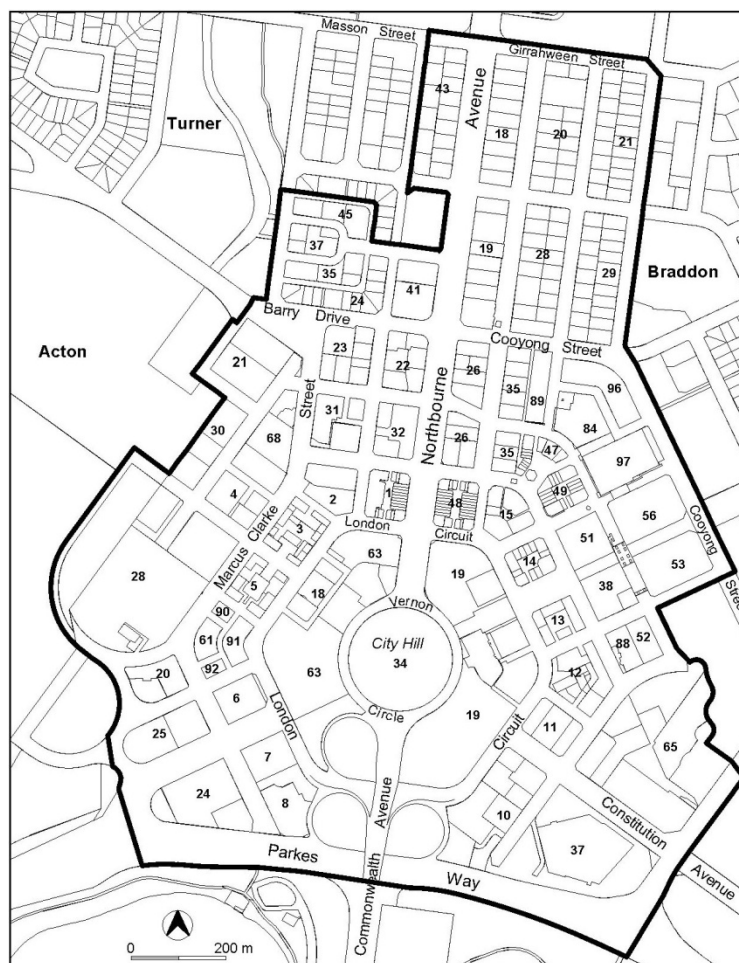 Masson Street
Girrahween Street
43
Avenue
Turner
18
20
21
45
37
19
28
29
Braddon
35
24
41
Barry Drive
Cooyong Street
Acton
21
23
22
26
35
89
96
Street
Northbourne
31
32
68
30
84
26
35
47
97
4
2
1
48
49
15
56
Cooyong
Street
3
London Circuit
51
53
Marcus Clarke
63
19
14
28
5
18
38
Vernon
90
13
City Hill
34
61
91
88
52
92
12
20
63
6
Circle
19
London
Circuit
11
65
25
7
24
8
Avenue
10
Constitution
37
Parkes Way
Avenue
Commonwealth
0 200 m